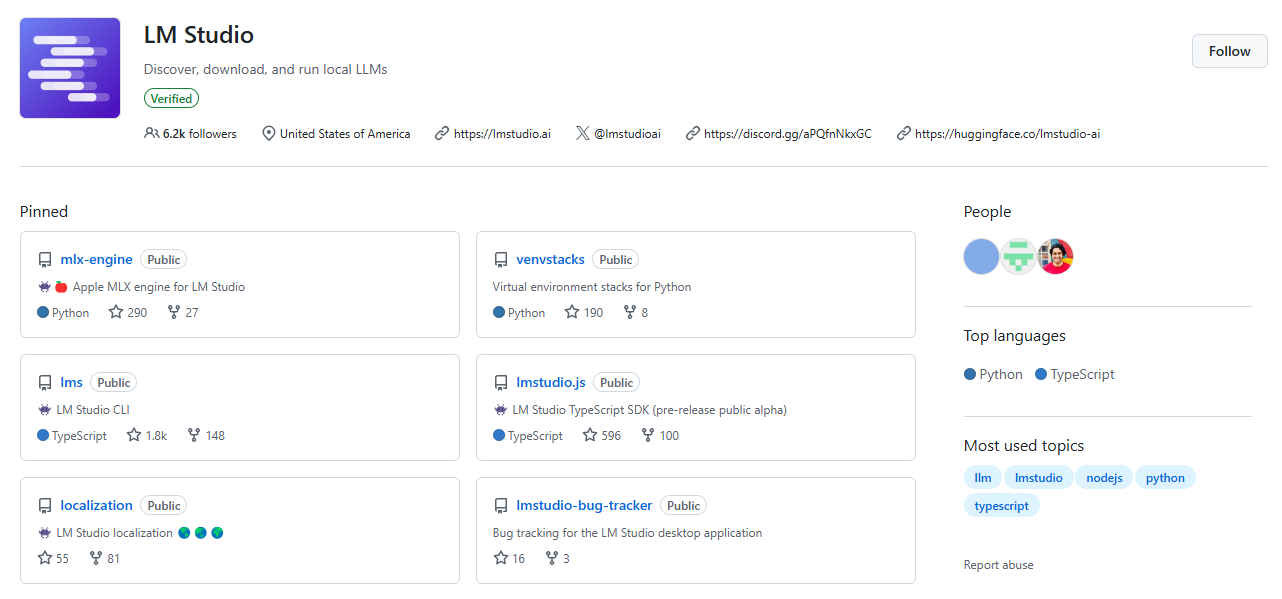 LM Studio
Follow
Discover, download, and run local LLMs
Verified
6.2k followers United States of America https://lmstudio.ai @lmstudioai https://discord.gg/aPQfnNkxGC https://huggingface.co/lmstudio-ai
Pinned
mlx-engine Public
Apple MLX engine for LM Studio
Python 290 27
venvstacks Public
Virtual environment stacks for Python
Python 190 8
lms Public
LM Studio CLI
TypeScript 1.8k 148
lmstudio.js Public
LM Studio TypeScript SDK (pre-release public alpha)
TypeScript 596 100
localization Public
LM Studio localization
55 81
lmstudio-bug-tracker Public
Bug tracking for the LM Studio desktop application
16 3
People
Top languages
Python TypeScript
Most used topics
llm lmstudio nodejs python
typescript
Report abuse